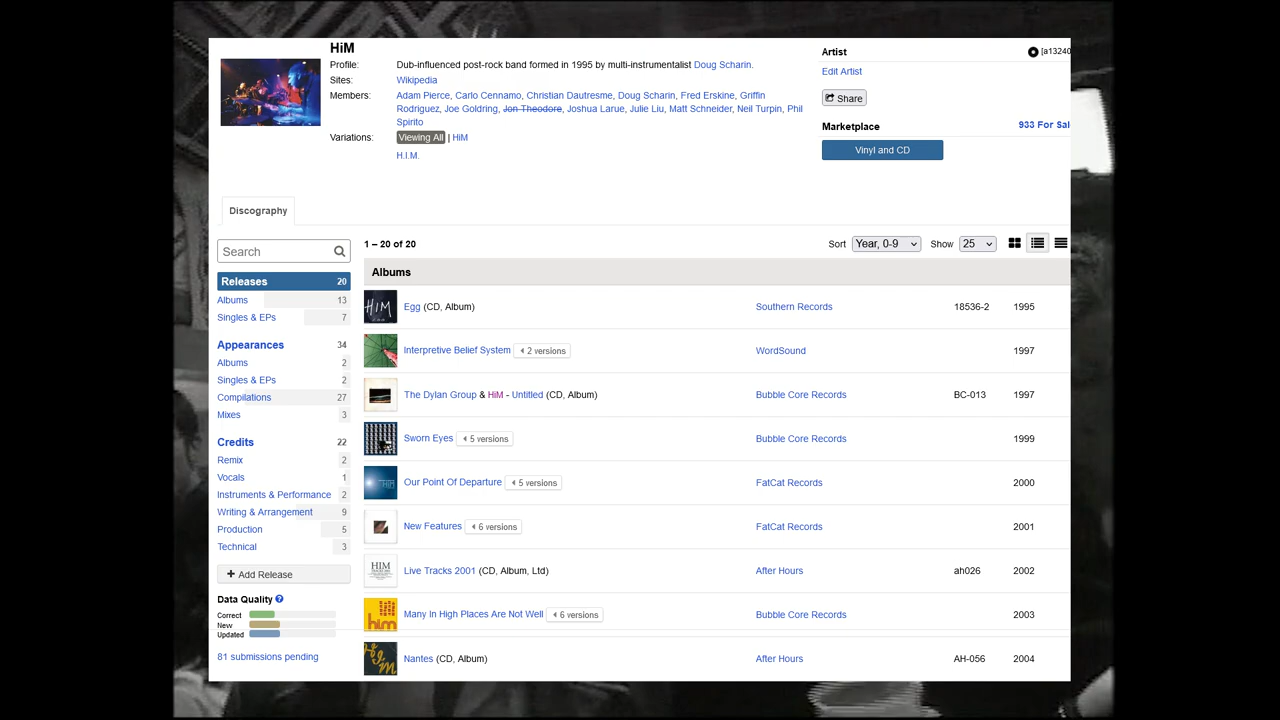 HiM
Profile: Dub-influenced post-rock band formed in 1995 by multi-instrumentalist Doug Scharin.
Sites: Wikipedia
Members: Adam Pierce, Carlo Cennamo, Christian Dautresme, Doug Scharin, Fred Erskine, Griffin
Rodriguez, Joe Goldring, Jon Theodore, Joshua Larue, Julie Liu, Matt Schneider, Neil Turpin, Phil
Spirito
Variations: Viewing All | HiM
H.I.M.
Artist [a13240
Edit Artist
Share
Marketplace 933 For Sal
Vinyl and CD
Discography
Search
Releases 20
Albums 13
Singles & EPs 7
Appearances 34
Albums 2
Singles & EPs 2
Compilations 27
Mixes 3
Credits 22
Remix 2
Vocals 1
Instruments & Performance 2
Writing & Arrangement 9
Production 5
Technical 3
+ Add Release
Data Quality ?
Correct
New
Updated
81 submissions pending
1 – 20 of 20 Sort Year, 0-9 Show 25
Albums
HiM Egg (CD, Album) Southern Records 18536-2 1995
Interpretive Belief System 2 versions WordSound 1997
The Dylan Group & HiM - Untitled (CD, Album) Bubble Core Records BC-013 1997
Sworn Eyes 5 versions Bubble Core Records 1999
HiM Our Point Of Departure 5 versions FatCat Records 2000
New Features 6 versions FatCat Records 2001
HIM Live Tracks 2001 (CD, Album, Ltd) After Hours ah026 2002
him Many In High Places Are Not Well 6 versions Bubble Core Records 2003
HiM Nantes (CD, Album) After Hours AH-056 2004